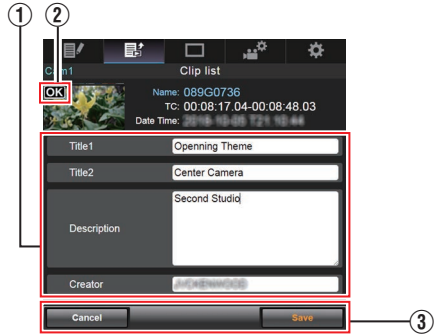 ① ②
Cam1 Clip list
OK
Name: 089G0736
TC: 00:08:17.04-00:08:48.03
Date Time:
Title1 Openning Theme
Title2 Center Camera
Description Second Studio
Creator
Cancel Save
③